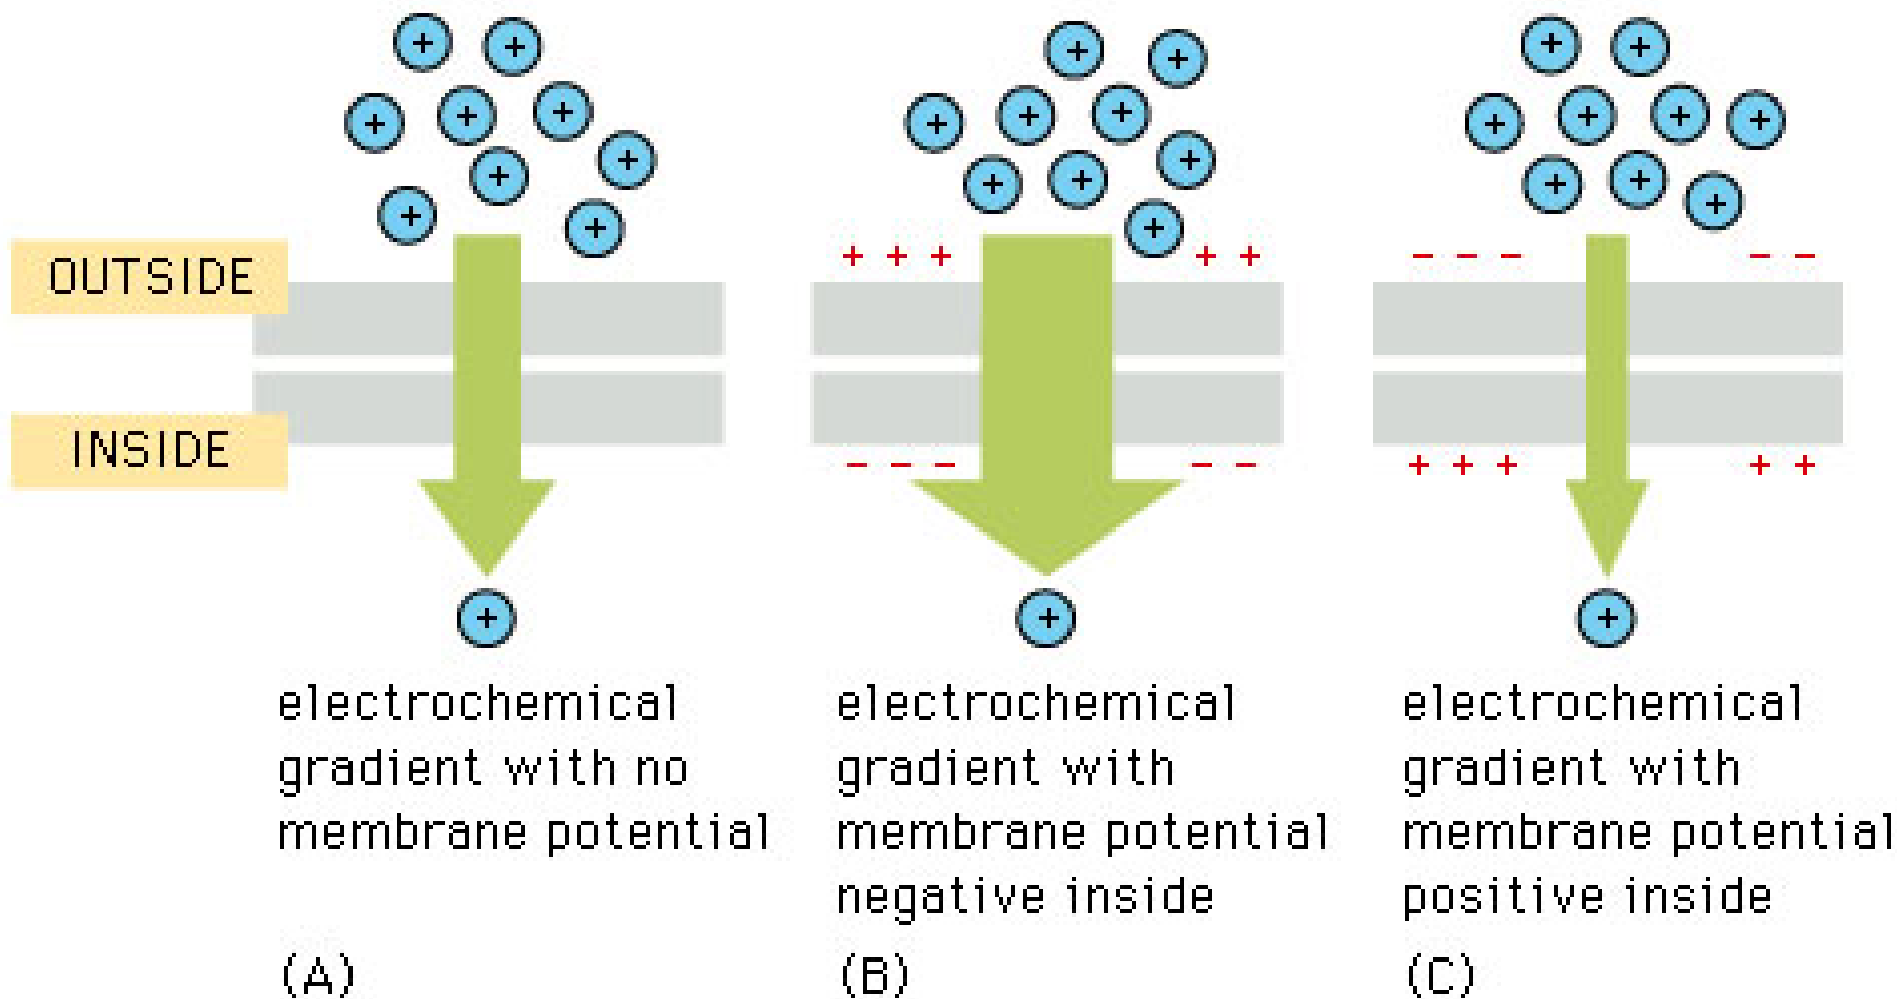 OUTSIDE
+ + + + +
- - - - -
INSIDE
- - - - -
+ + + + +
electrochemical
gradient with no
membrane potential
(A)
electrochemical
gradient with
membrane potential
negative inside
(B)
electrochemical
gradient with
membrane potential
positive inside
(C)